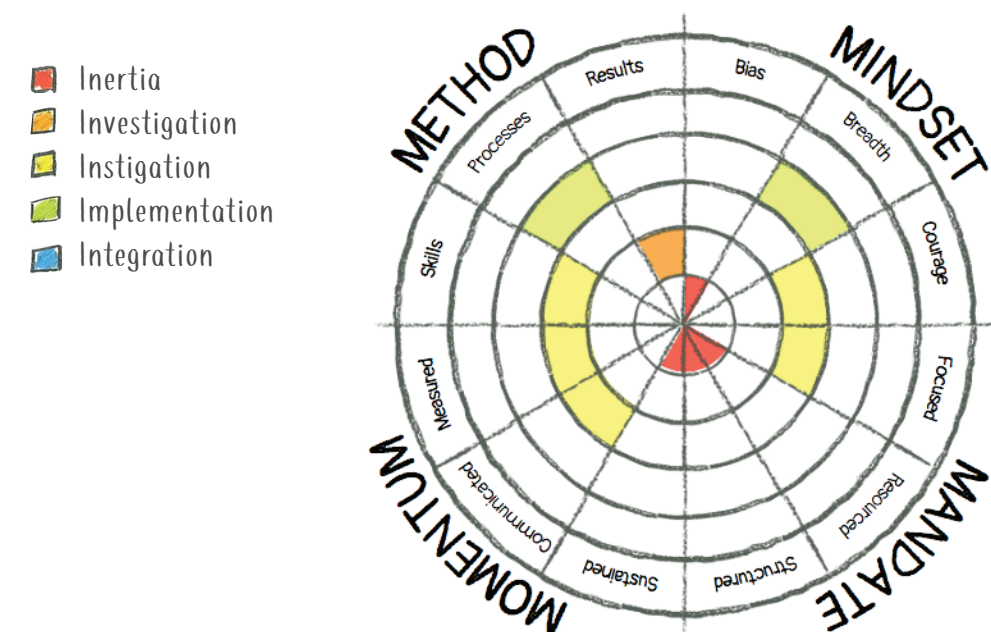 Inertia
Investigation
Instigation
Implementation
Integration
METHOD
MINDSET
MANDATE
MOMENTUM
Results
Bias
Breadth
Courage
Focused
Resourced
Structured
Sustained
Communicated
Measured
Skills
Processes